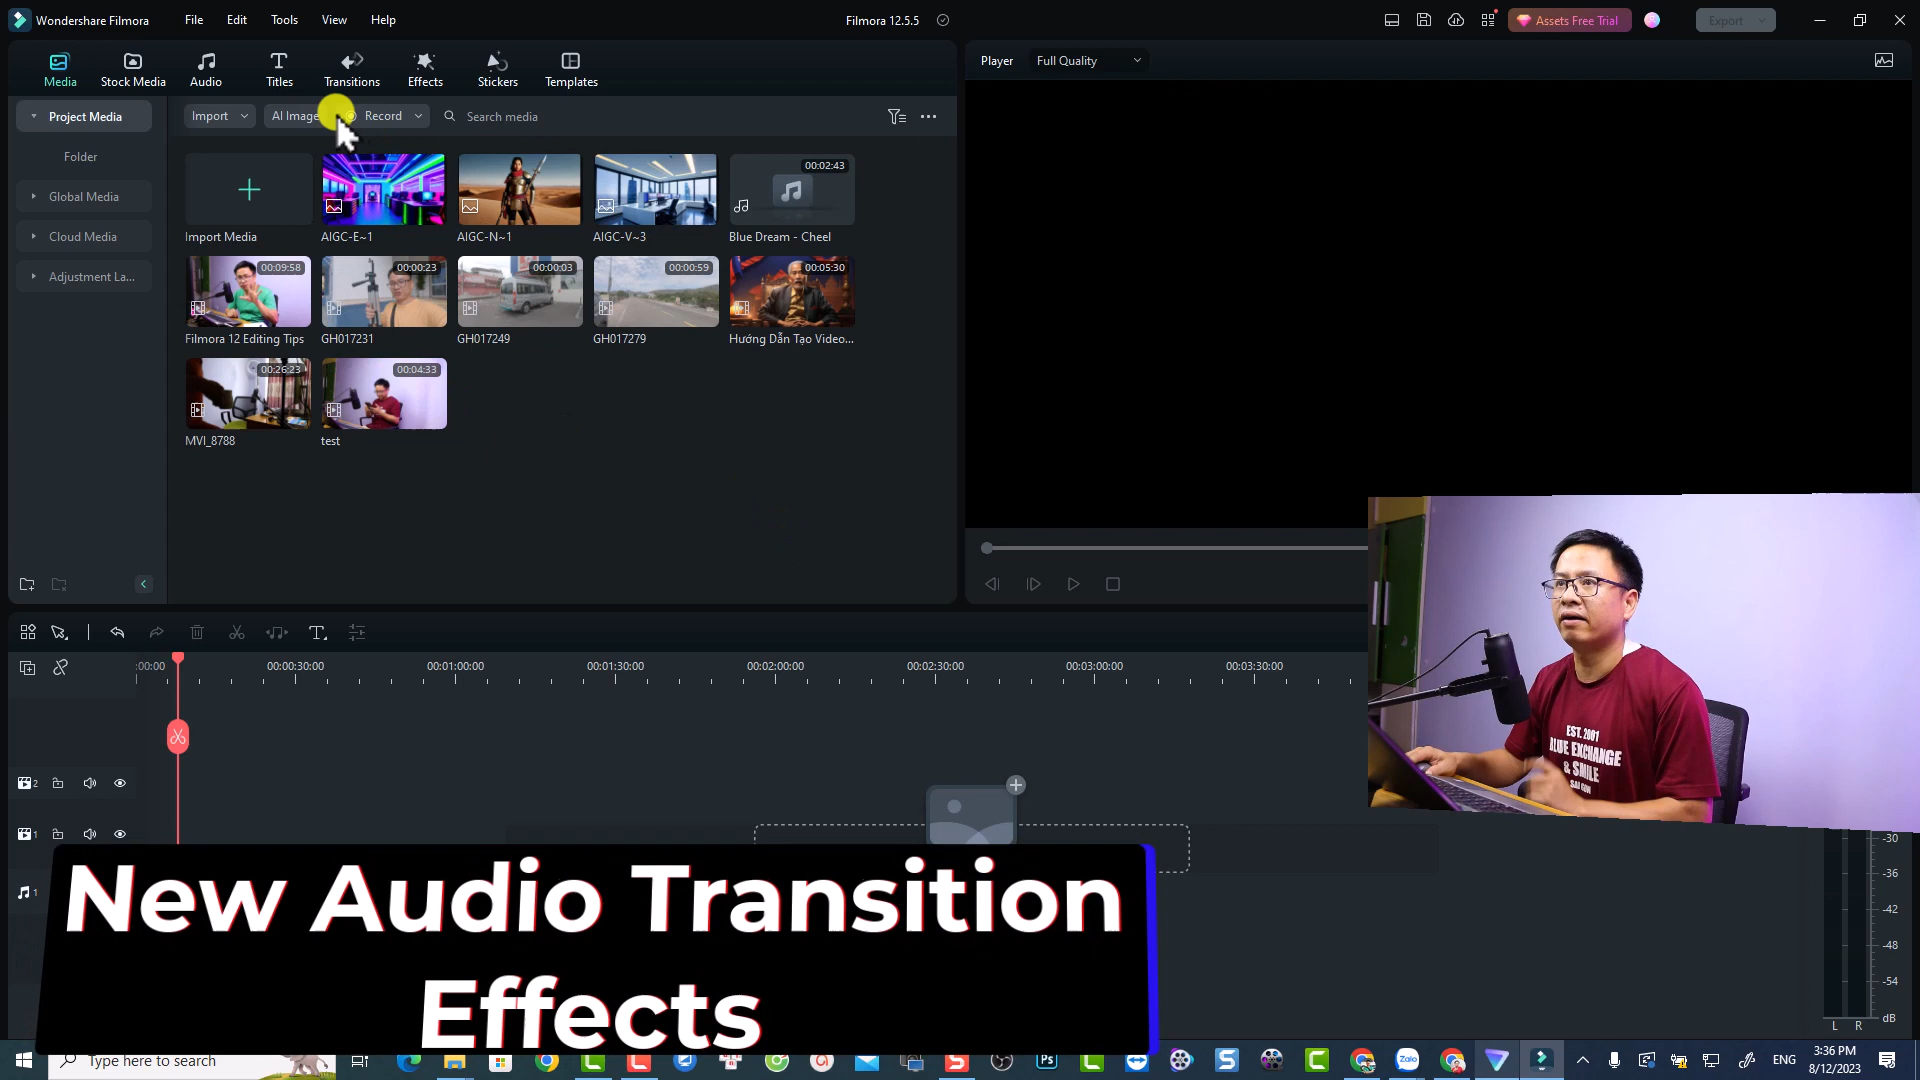 Wondershare Filmora
File
Edit
Tools
View
Help
Filmora 12.5.5
Assets Free Trial
Export
Media
Stock Media
Audio
Titles
Transitions
Effects
Stickers
Templates
Player
Full Quality
Project Media
Import
AI Image
Record
Search media
Folder
Global Media
Cloud Media
Adjustment La...
00:02:43
Import Media
AIGC-E~1
AIGC-N~1
AIGC-V~3
Blue Dream - Cheel
00:09:58
00:00:23
00:00:03
00:00:59
00:05:30
Filmora 12 Editing Tips
GH017231
GH017249
GH017279
Hướng Dẫn Tạo Video...
00:26:23
00:04:33
MVI_8788
test
:00:00
00:00:30:00
00:01:00:00
00:01:30:00
00:02:00:00
00:02:30:00
00:03:00:00
00:03:30:00
EST. 2001
BLUE EXCHANGE
& SMILE
SAI GON
2
1
1
-30
-36
-42
-48
-54
dB
L R
New Audio Transition
Effects
Type here to search
Ps
Zalo
ENG
3:36 PM
8/12/2023